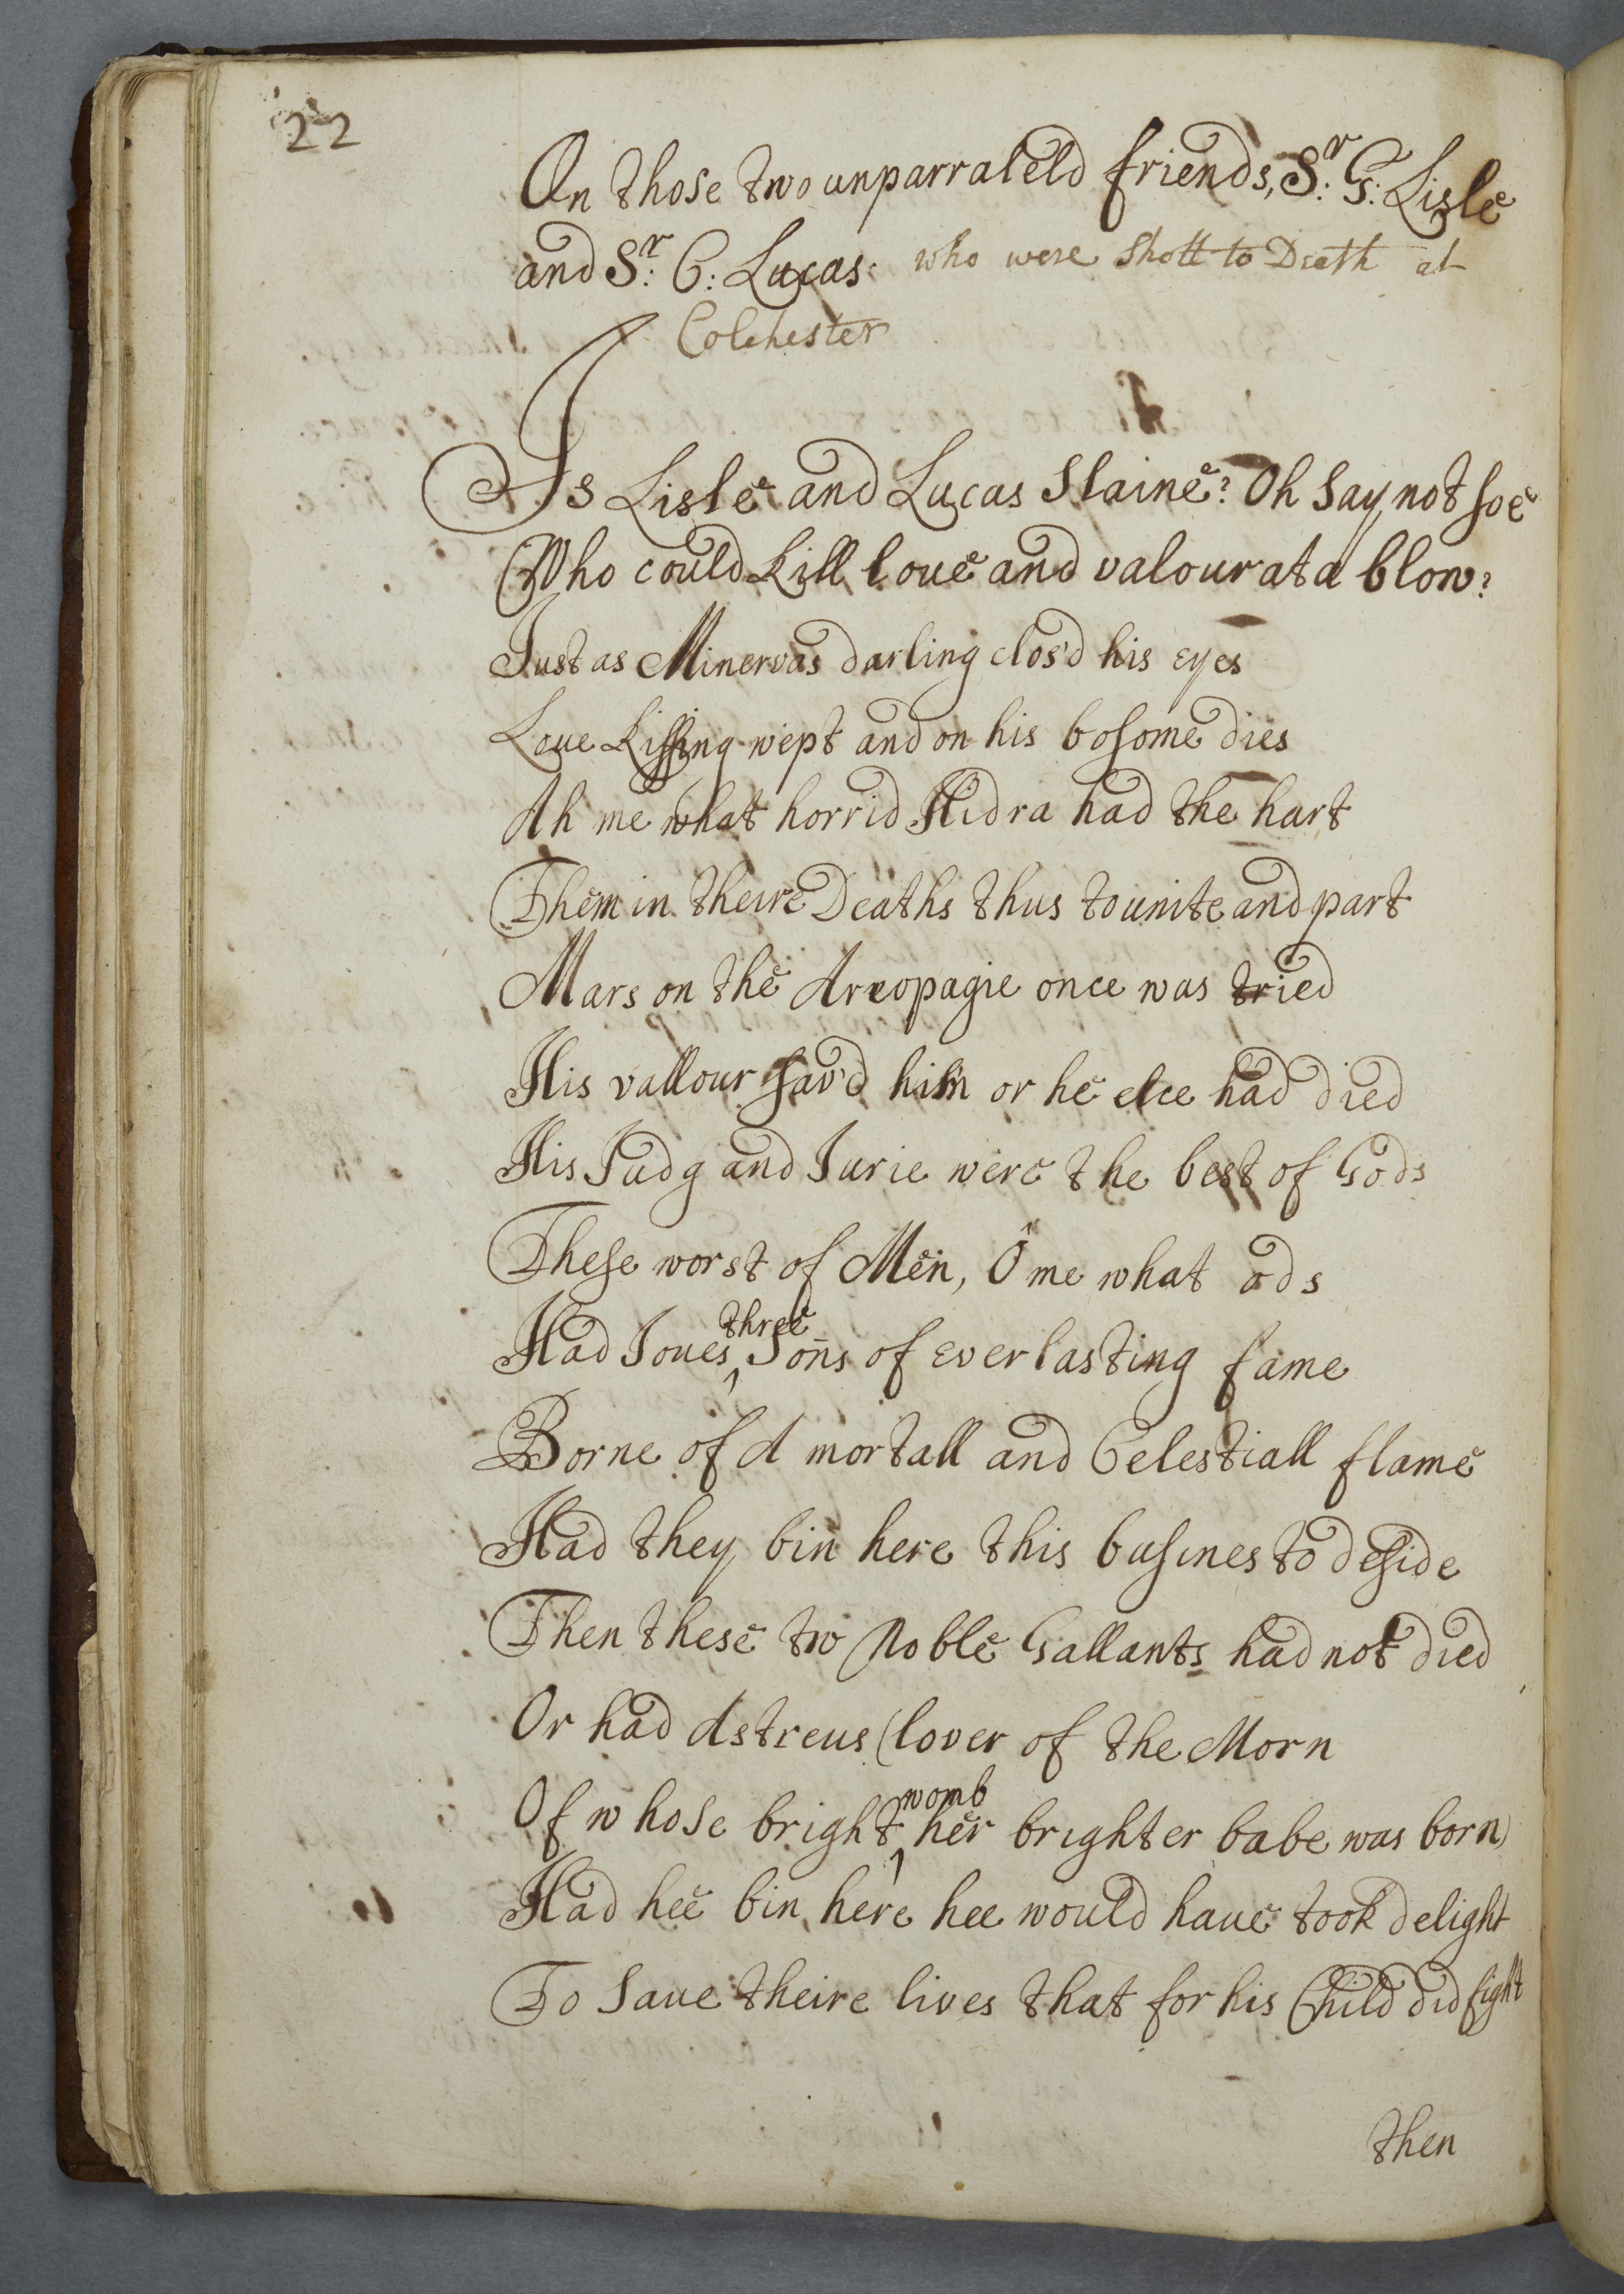 22
On those two unparraleld friends, Sr: G: Lisle
and Sr: C: Lucas: who were Shott to Death at
Colchester
Is Lisle and Lucas Slaine? Oh Say not soe
Who could kill loue and valour at a blow?
Just as Minervas darling clos'd his eyes
Loue kissing wept and on his bosome dies
Ah me what horrid Hidra had the hart
Them in theire Deaths thus to unite and part
Mars on the Areopagie once was tried
His vallour sav'd him or he elce had died
His Judg and Jurie were the best of Gods
These worst of Men, O me what ods
Had Joues ^three Sons of everlasting fame
Borne of A mortall and Celestiall flame
Had they bin here this busines to deside
Then these tw Noble Gallants had not died
Or had Astreus (lover of the Morn
Of whose bright ^womb her brighter babe was born)
Had hee bin here hee would haue took delight
To Saue theire lives that for his Child did fight
then